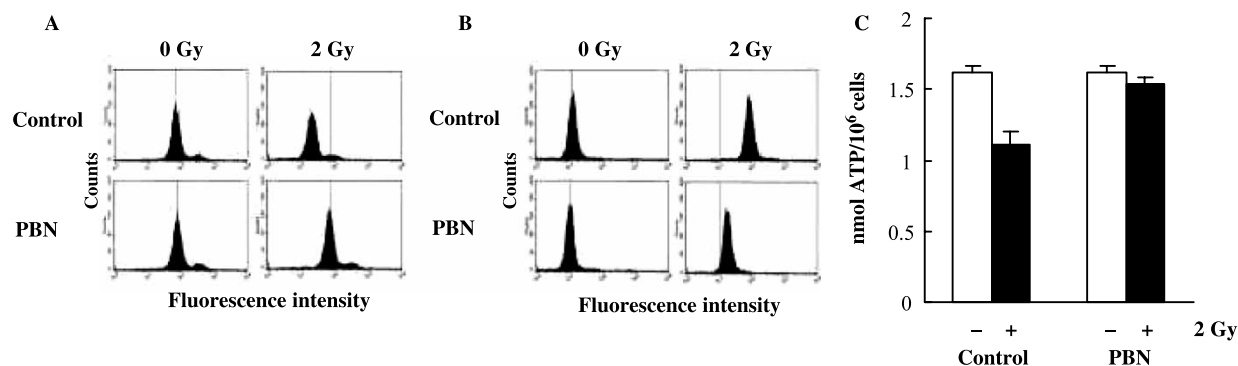 A
0 Gy
2 Gy
Control
PBN
Counts
Fluorescence intensity
B
0 Gy
2 Gy
Control
PBN
Counts
Fluorescence intensity
C
nmol ATP/10⁶ cells
2
1.5
1
0.5
0
– + – + 2 Gy
Control PBN